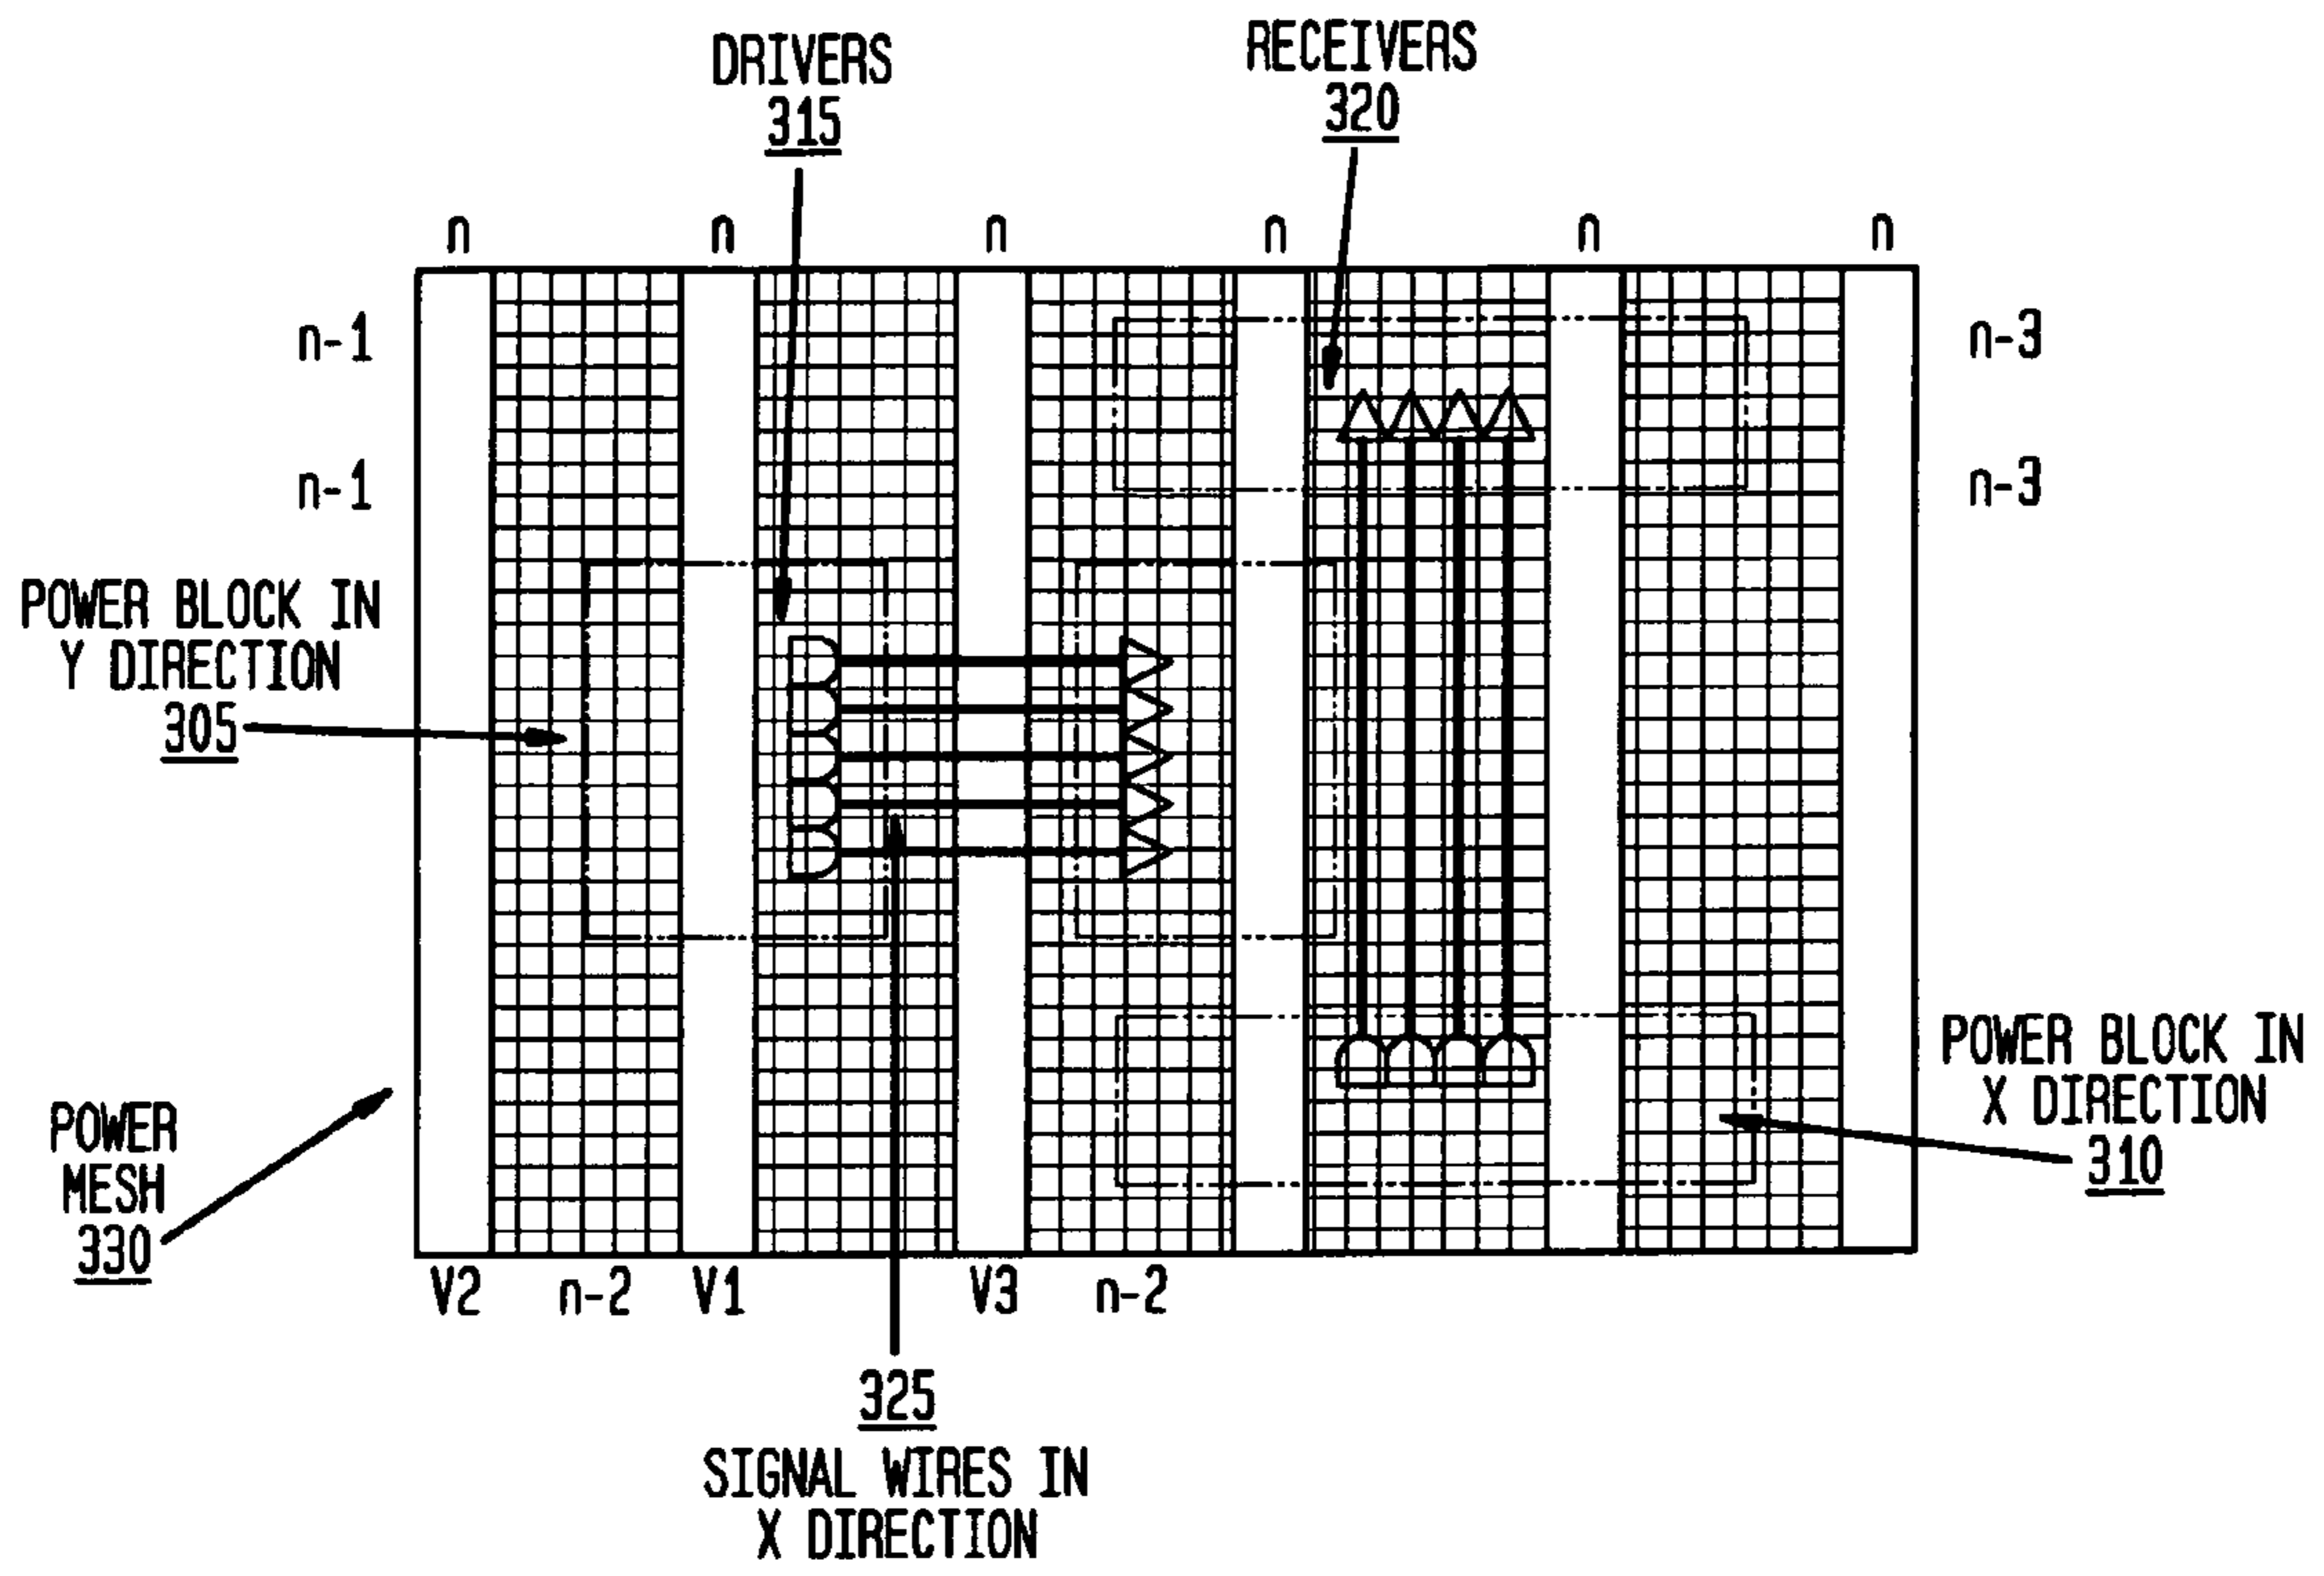 DRIVERS
315
RECEIVERS
320
n n n n n n
n-1 n-3
n-1 n-3
POWER BLOCK IN
Y DIRECTION
305
POWER BLOCK IN
X DIRECTION
310
POWER
MESH
330
V2 n-2 V1 V3 n-2
325
SIGNAL WIRES IN
X DIRECTION